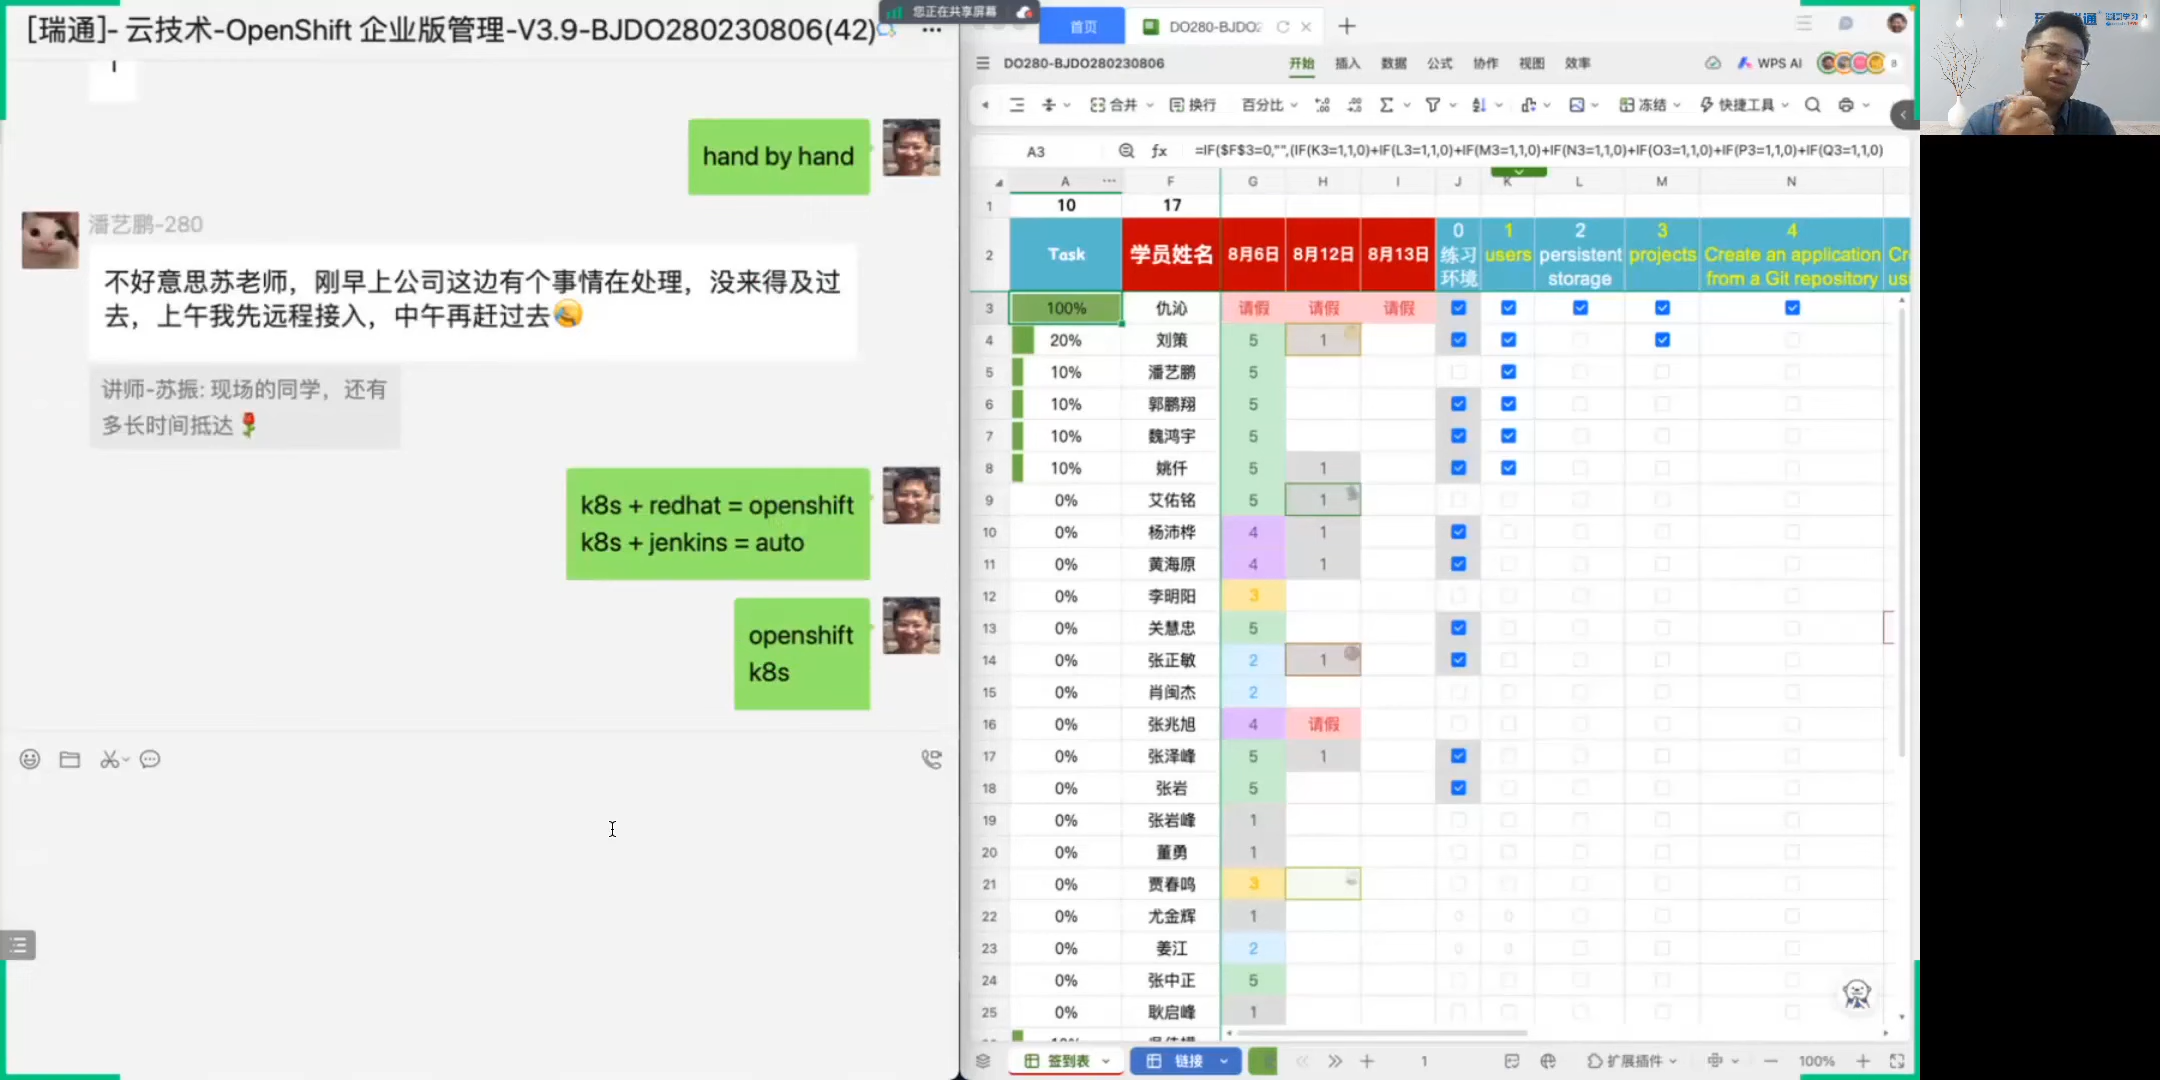 [瑞通]- 云技术-OpenShift 企业版管理-V3.9-BJDO280230806(42)
hand by hand
潘艺鹏-280
不好意思苏老师，刚早上公司这边有个事情在处理，没来得及过
去，上午我先远程接入，中午再赶过去
讲师-苏振: 现场的同学，还有
多长时间抵达
k8s + redhat = openshift
k8s + jenkins = auto
openshift
k8s
您正在共享屏幕
首页 DO280-BJDO2
DO280-BJDO280230806 开始 插入 数据 公式 协作 视图 效率 WPS AI 8
合并 换行 百分比 冻结 快捷工具
A3 fx =IF($F$3=0,"",(IF(K3=1,1,0)+IF(L3=1,1,0)+IF(M3=1,1,0)+IF(N3=1,1,0)+IF(O3=1,1,0)+IF(P3=1,1,0)+IF(Q3=1,1,0)
A F G H I J K L M N
1 10 17
2 Task 学员姓名 8月6日 8月12日 8月13日 0 练习环境 1 users 2 persistent storage 3 projects 4 Create an application from a Git repository
3 100% 仇沁 请假 请假 请假
4 20% 刘策 5 1
5 10% 潘艺鹏 5
6 10% 郭鹏翔 5
7 10% 魏鸿宇 5
8 10% 姚仟 5 1
9 0% 艾佑铭 5 1
10 0% 杨沛桦 4 1
11 0% 黄海原 4 1
12 0% 李明阳 3
13 0% 关慧忠 5
14 0% 张正敏 2 1
15 0% 肖闽杰 2
16 0% 张兆旭 4 请假
17 0% 张泽峰 5 1
18 0% 张岩 5
19 0% 张岩峰 1
20 0% 董勇 1
21 0% 贾春鸣 3
22 0% 尤金辉 1 0 0
23 0% 姜江 2 0 0
24 0% 张中正 5
25 0% 耿启峰 1
签到表 链接 1 扩展插件 100%